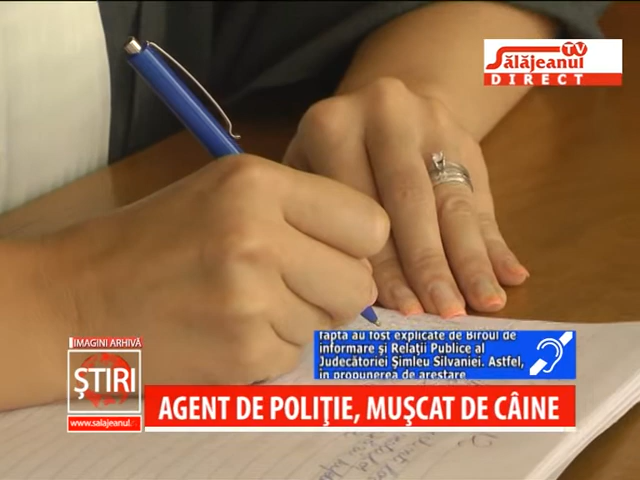 Sălăjeanul TV
DIRECT
IMAGINI ARHIVĂ
ŞTIRI
www.salajeanul.
fapta au fost explicate de Biroul de
informare şi Relaţii Publice al
Judecătoriei Şimleu Silvaniei. Astfel,
în propunerea de arestare
AGENT DE POLIŢIE, MUŞCAT DE CÂINE